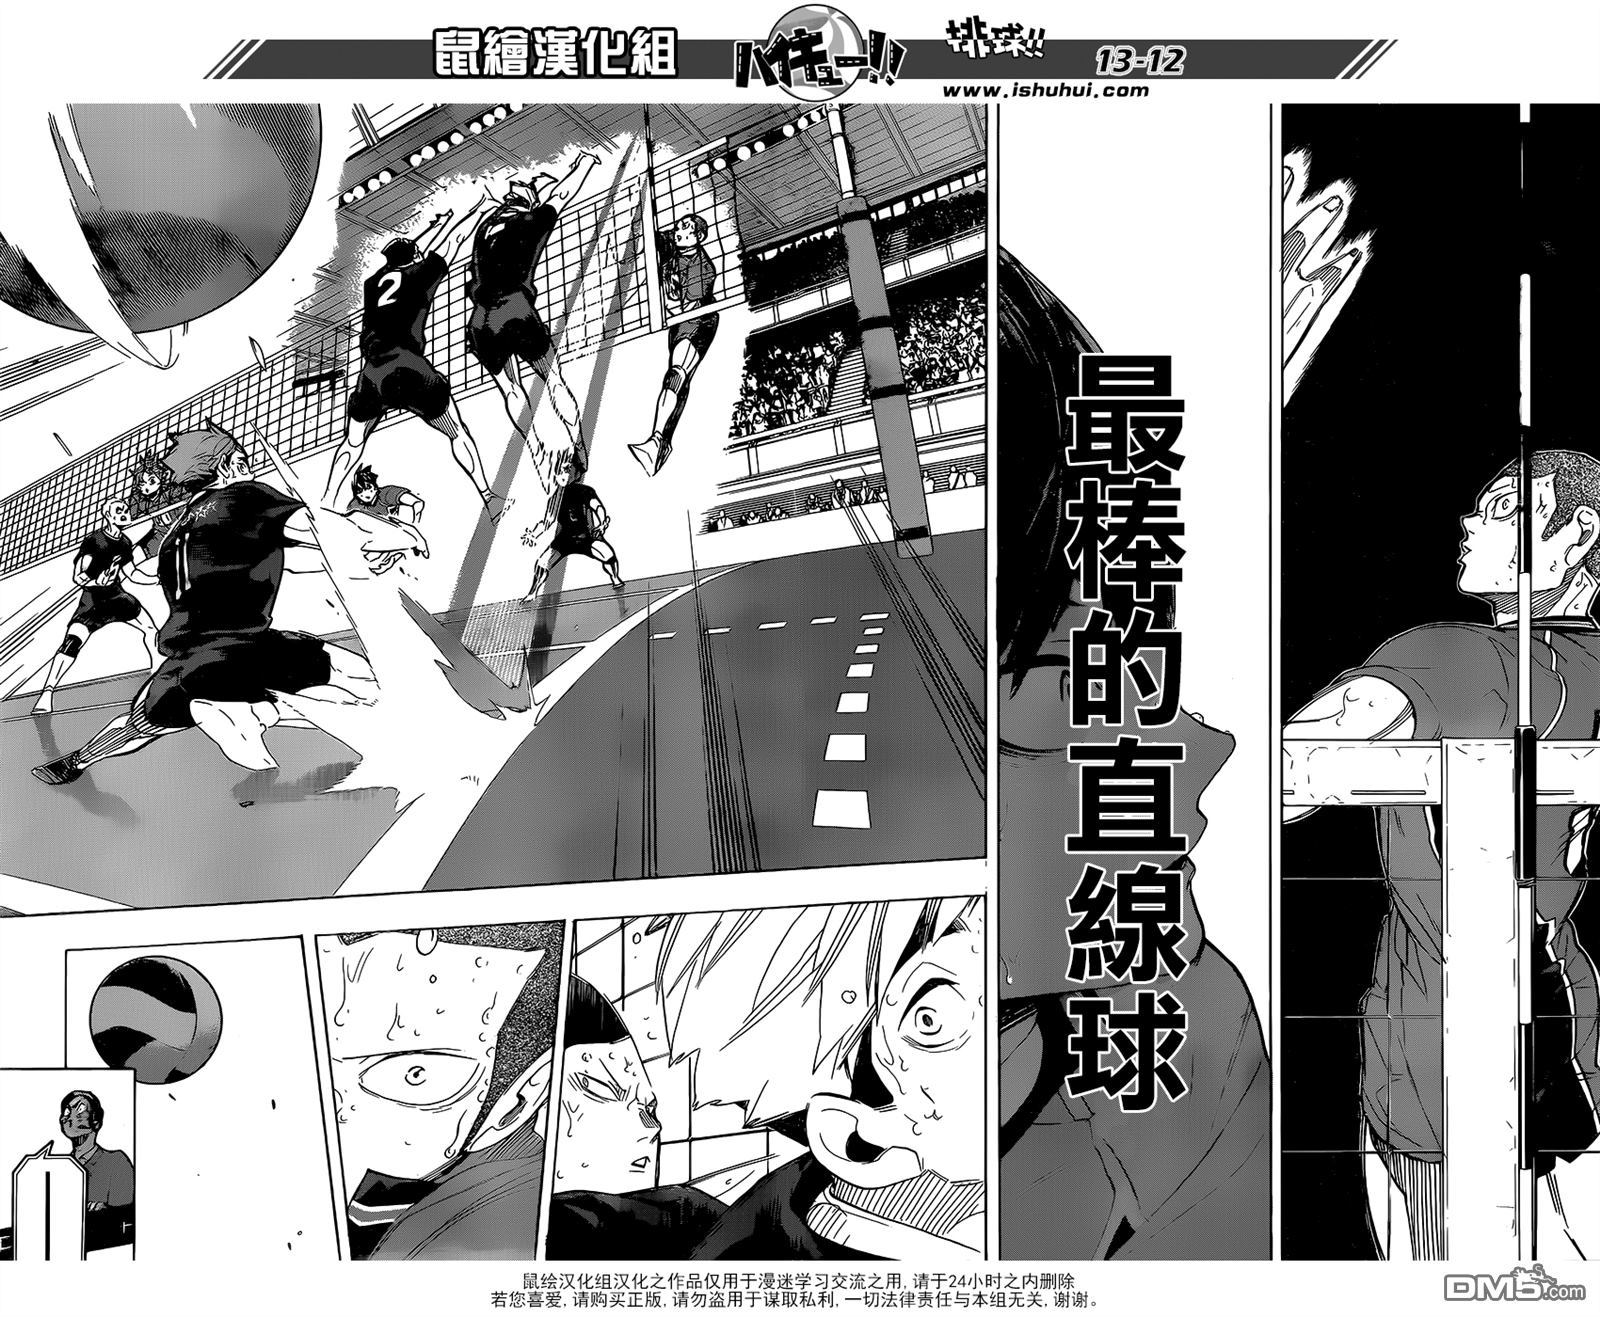 鼠繪漢化組
ハイキュー!!
排球!!
13-12
www.ishuhui.com
最棒的直線球
2
11
鼠绘汉化组汉化之作品仅用于漫迷学习交流之用,请于24小时之内删除
若您喜爱,请购买正版,请勿盗用于谋取私利,一切法律责任与本组无关,谢谢。
DM5.com